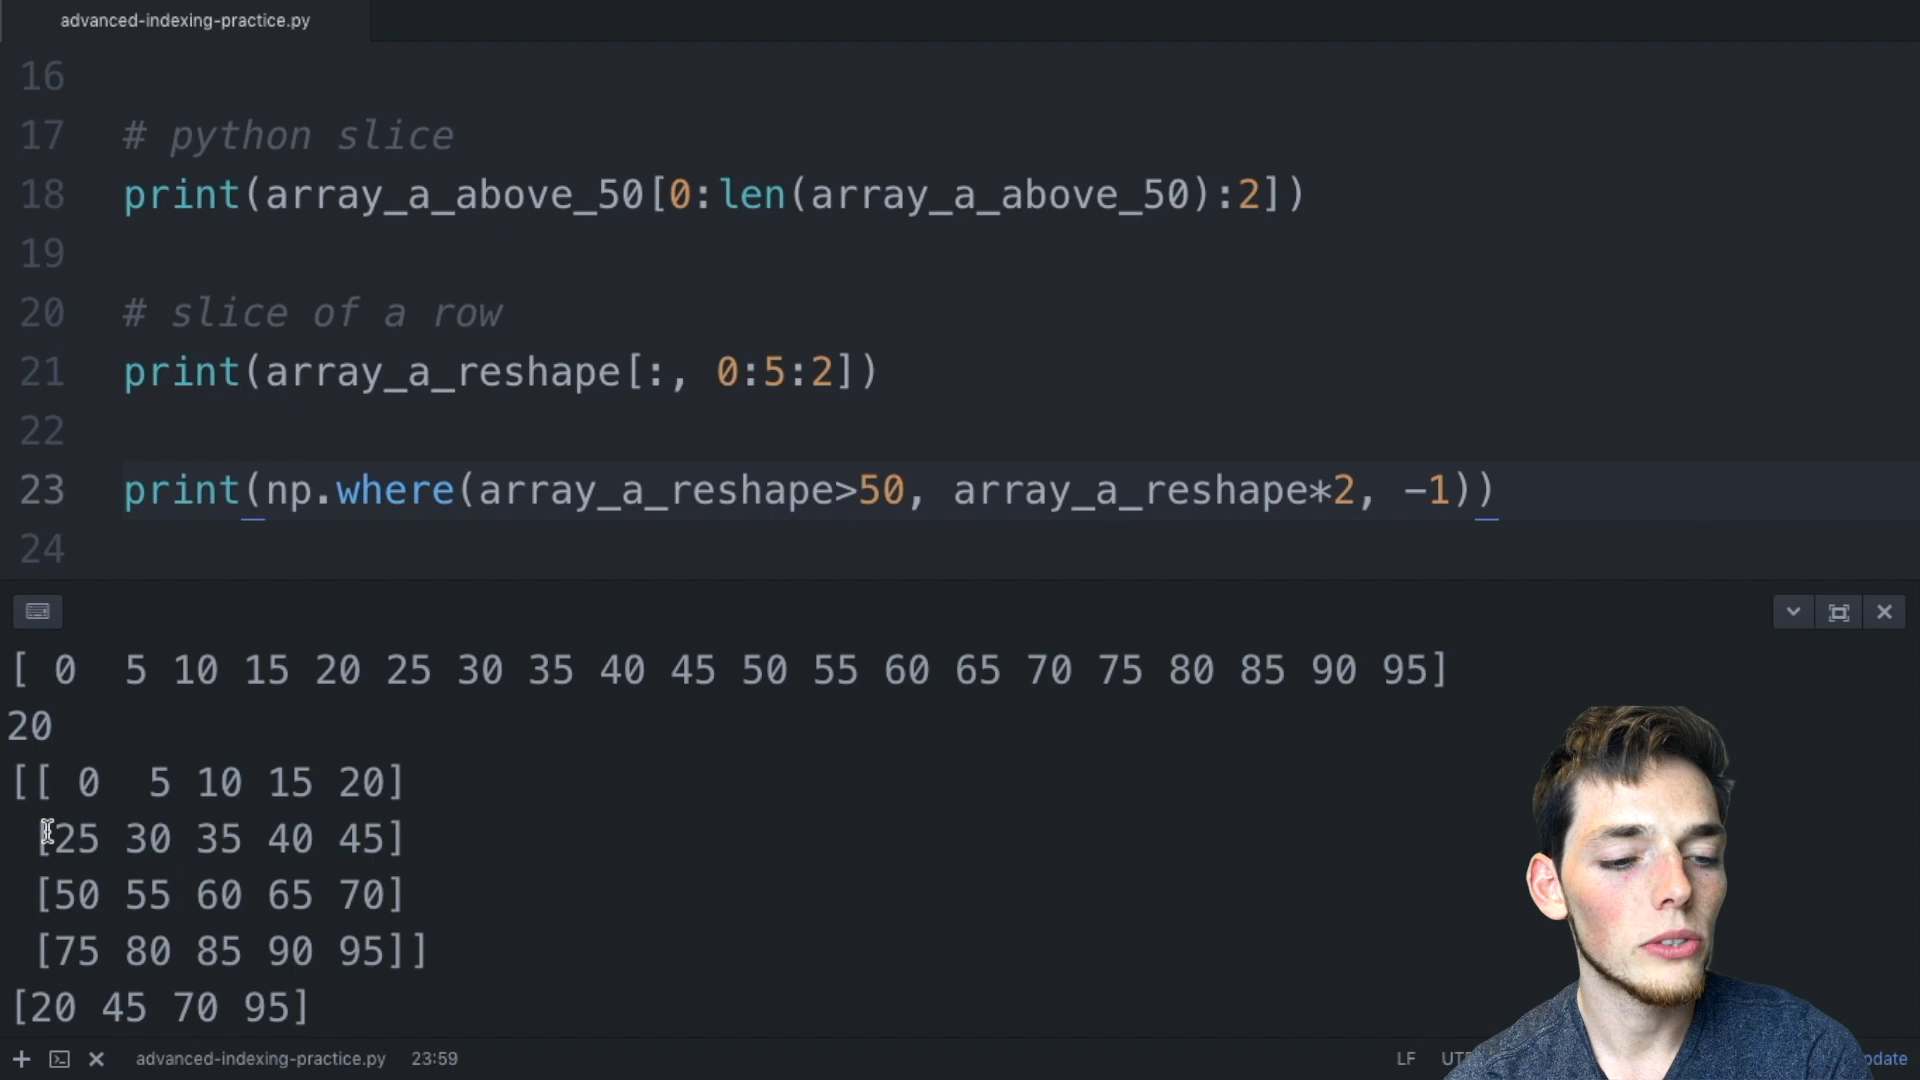 advanced-indexing-practice.py
16
17 # python slice
18 print(array_a_above_50[0:len(array_a_above_50):2])
19
20 # slice of a row
21 print(array_a_reshape[:, 0:5:2])
22
23 print(np.where(array_a_reshape>50, array_a_reshape*2, -1))
24
[ 0  5 10 15 20 25 30 35 40 45 50 55 60 65 70 75 80 85 90 95]
20
[[ 0  5 10 15 20]
[25 30 35 40 45]
[50 55 60 65 70]
[75 80 85 90 95]]
[20 45 70 95]
advanced-indexing-practice.py 23:59 LF